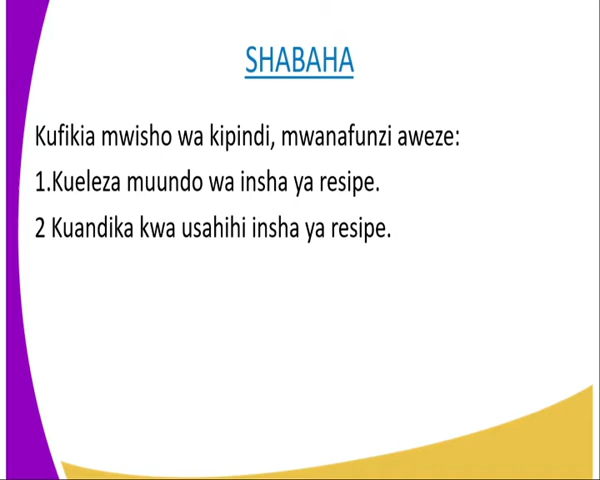 SHABAHA
Kufikia mwisho wa kipindi, mwanafunzi aweze:
1.Kueleza muundo wa insha ya resipe.
2 Kuandika kwa usahihi insha ya resipe.